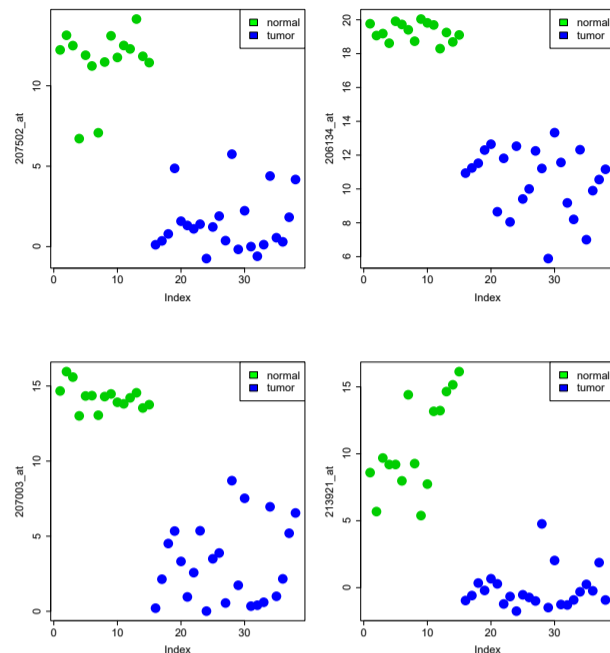 normal
tumor
207502_at
0 5 10
0 10 20 30
Index
normal
tumor
206134_at
6 8 10 12 14 16 18 20
0 10 20 30
Index
normal
tumor
207003_at
0 5 10 15
0 10 20 30
Index
normal
tumor
213921_at
0 5 10 15
0 10 20 30
Index